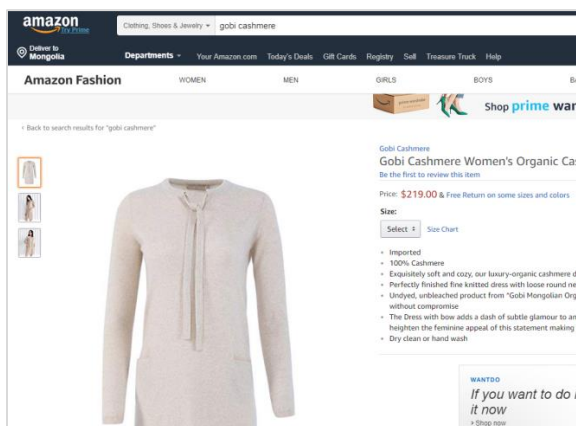 amazon
Try Prime
Clothing, Shoes & Jewelry
gobi cashmere
Deliver to
Mongolia
Departments
Your Amazon.com
Today's Deals
Gift Cards
Registry
Sell
Treasure Truck
Help
Amazon Fashion
WOMEN
MEN
GIRLS
BOYS
Shop prime war
‹ Back to search results for "gobi cashmere"
Gobi Cashmere
Gobi Cashmere Women's Organic Cas
Be the first to review this item
Price: $219.00 & Free Return on some sizes and colors
Size:
Select
Size Chart
Imported
100% Cashmere
Exquisitely soft and cozy, our luxury-organic cashmere d
Perfectly finished fine knitted dress with loose round ne
Undyed, unbleached product from "Gobi Mongolian Org
without compromise
The Dress with bow adds a dash of subtle glamour to an
heighten the feminine appeal of this statement making
Dry clean or hand wash
WANTDO
If you want to do
it now
› Shop now